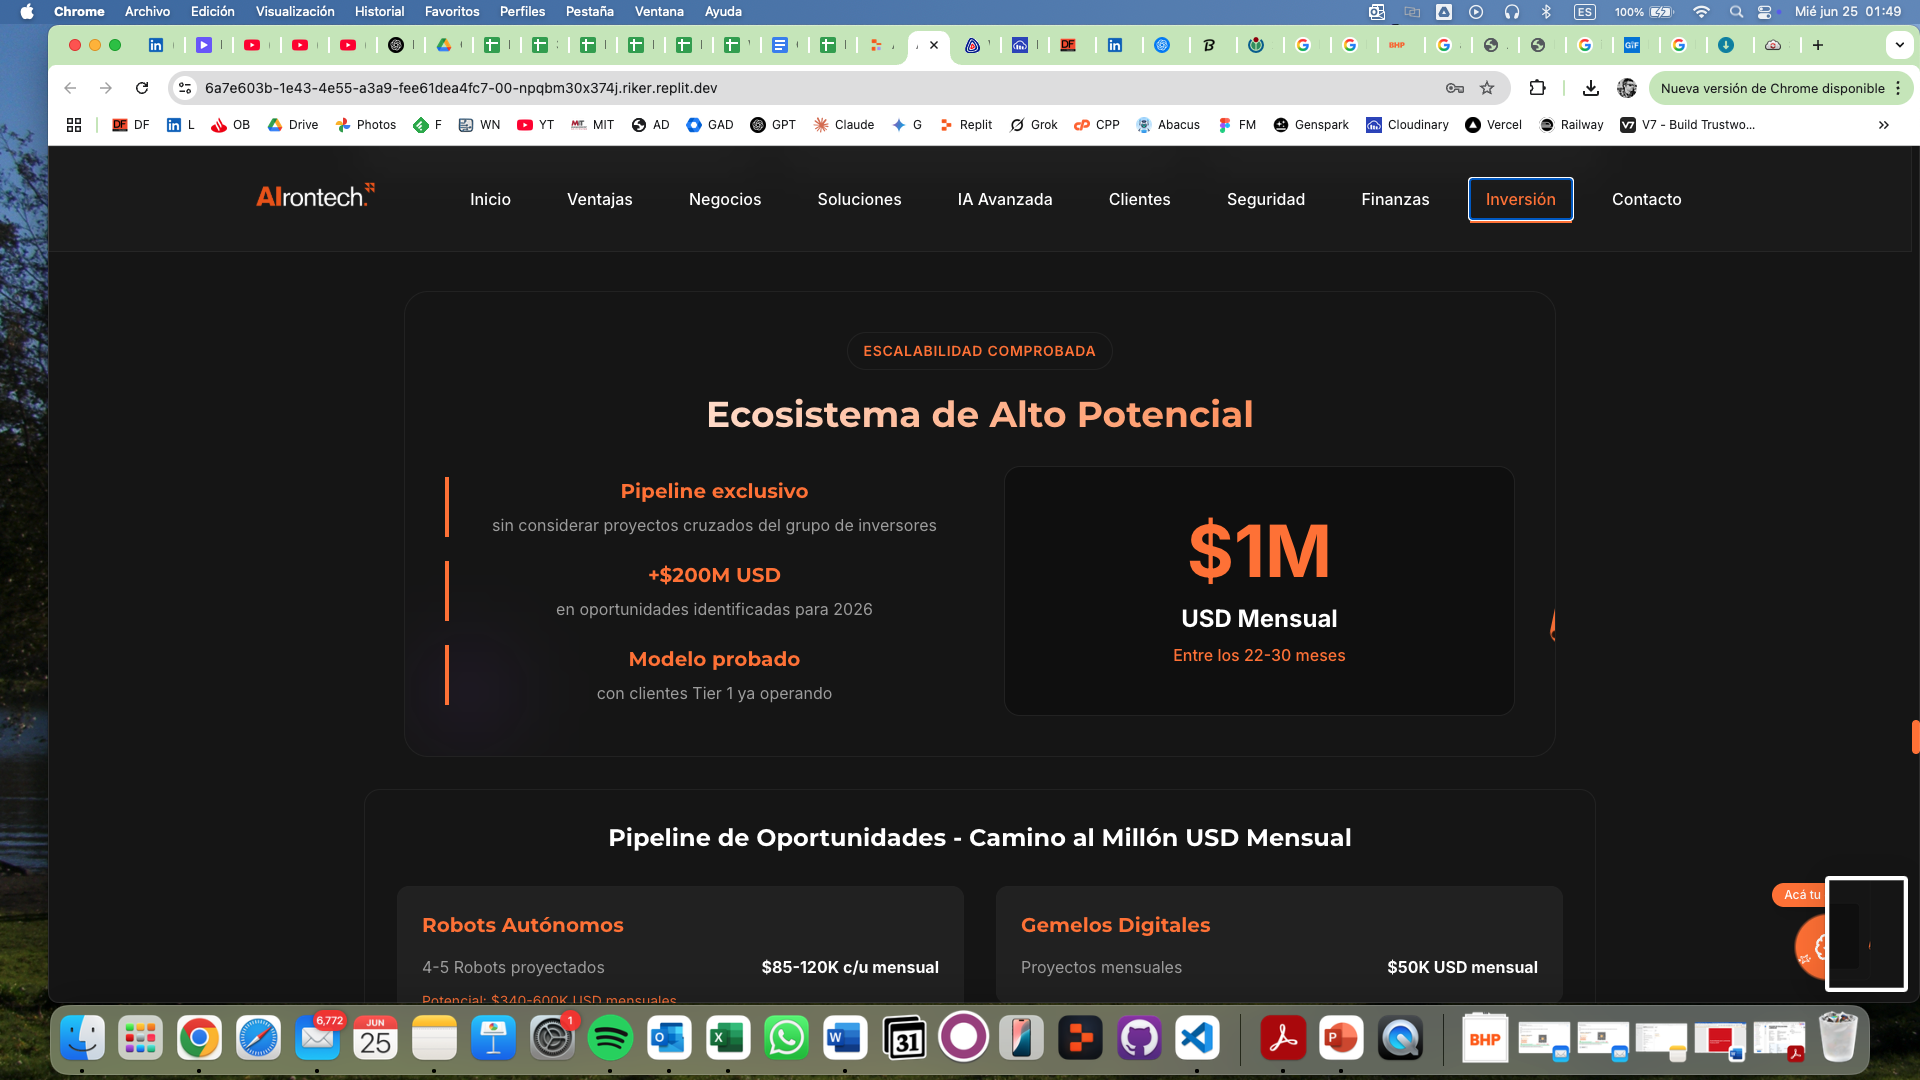 Chrome Archivo Edición Visualización Historial Favoritos Perfiles Pestaña Ventana Ayuda
ES 100% Mié jun 25 01:49
6a7e603b-1e43-4e55-a3a9-fee61dea4fc7-00-npqbm30x374j.riker.replit.dev
Nueva versión de Chrome disponible
DF L OB Drive Photos F WN YT MIT AD GAD GPT Claude G Replit Grok CPP Abacus FM Genspark Cloudinary Vercel Railway V7 - Build Trustwo...
AIrontech.
Inicio Ventajas Negocios Soluciones IA Avanzada Clientes Seguridad Finanzas Inversión Contacto
ESCALABILIDAD COMPROBADA
Ecosistema de Alto Potencial
Pipeline exclusivo
sin considerar proyectos cruzados del grupo de inversores
+$200M USD
en oportunidades identificadas para 2026
Modelo probado
con clientes Tier 1 ya operando
$1M
USD Mensual
Entre los 22-30 meses
Pipeline de Oportunidades - Camino al Millón USD Mensual
Robots Autónomos
4-5 Robots proyectados
$85-120K c/u mensual
Potencial: $340-600K USD mensuales
Gemelos Digitales
Proyectos mensuales
$50K USD mensual
Acá tu
6,772
JUN
25
1
31
BHP